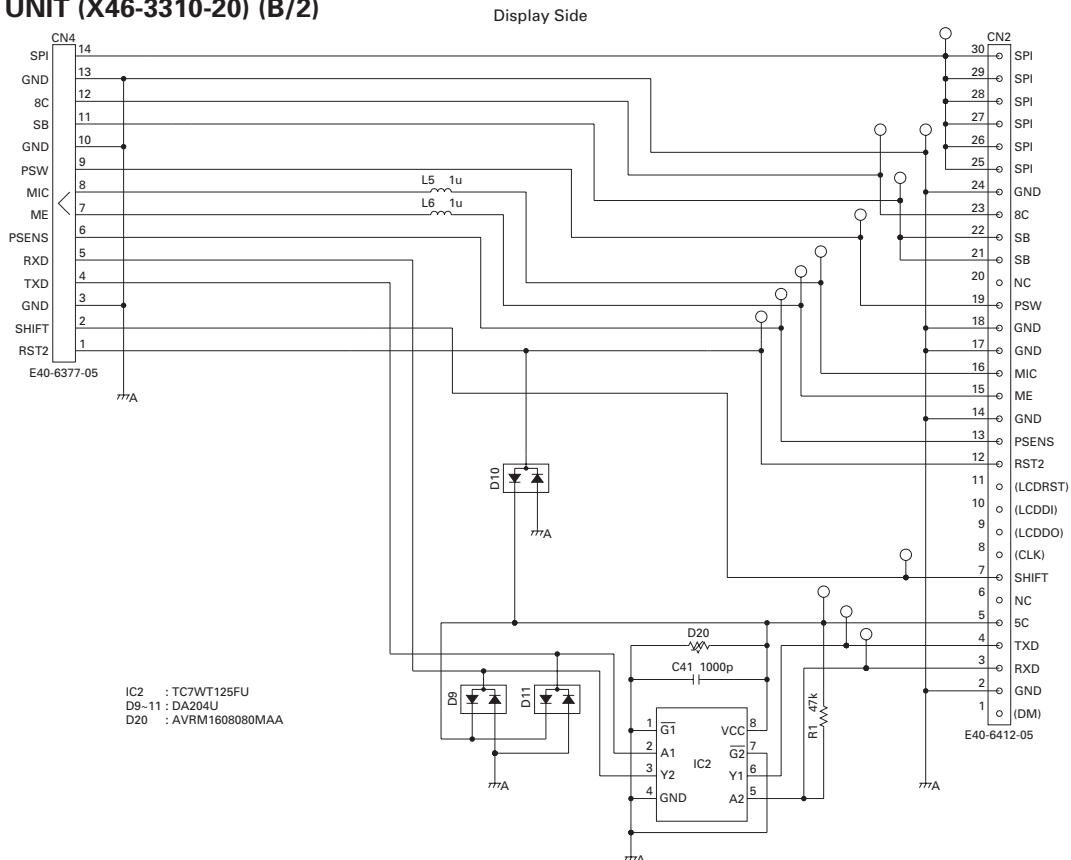 UNIT (X46-3310-20) (B/2)
Display Side
CN4
SPI 14
GND 13
8C 12
SB 11
GND 10
PSW 9
MIC 8
ME 7
PSENS 6
RXD 5
TXD 4
GND 3
SHIFT 2
RST2 1
E40-6377-05
A
L5 1u
L6 1u
CN2
30 SPI
29 SPI
28 SPI
27 SPI
26 SPI
25 SPI
24 GND
23 8C
22 SB
21 SB
20 NC
19 PSW
18 GND
17 GND
16 MIC
15 ME
14 GND
13 PSENS
12 RST2
11 (LCDRST)
10 (LCDDI)
9 (LCDDO)
8 (CLK)
7 SHIFT
6 NC
5 5C
4 TXD
3 RXD
2 GND
1 (DM)
E40-6412-05
A
D10
A
D20
C41 1000p
R1 47k
D9
D11
A
1 G1
2 A1
3 Y2
4 GND
IC2
VCC 8
G2 7
Y1 6
A2 5
A
IC2 : TC7WT125FU
D9~11 : DA204U
D20 : AVRM1608080MAA